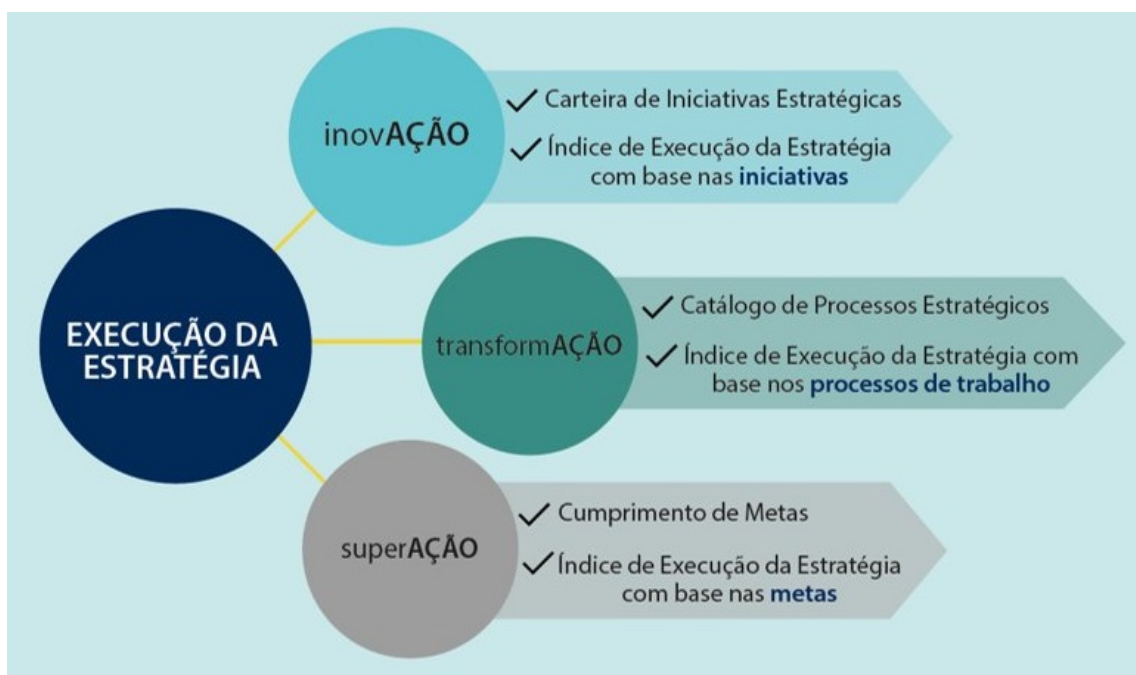 EXECUÇÃO DA
ESTRATÉGIA
inovAÇÃO
Carteira de Iniciativas Estratégicas
Índice de Execução da Estratégia
com base nas iniciativas
transformAÇÃO
Catálogo de Processos Estratégicos
Índice de Execução da Estratégia com
base nos processos de trabalho
superAÇÃO
Cumprimento de Metas
Índice de Execução da Estratégia
com base nas metas